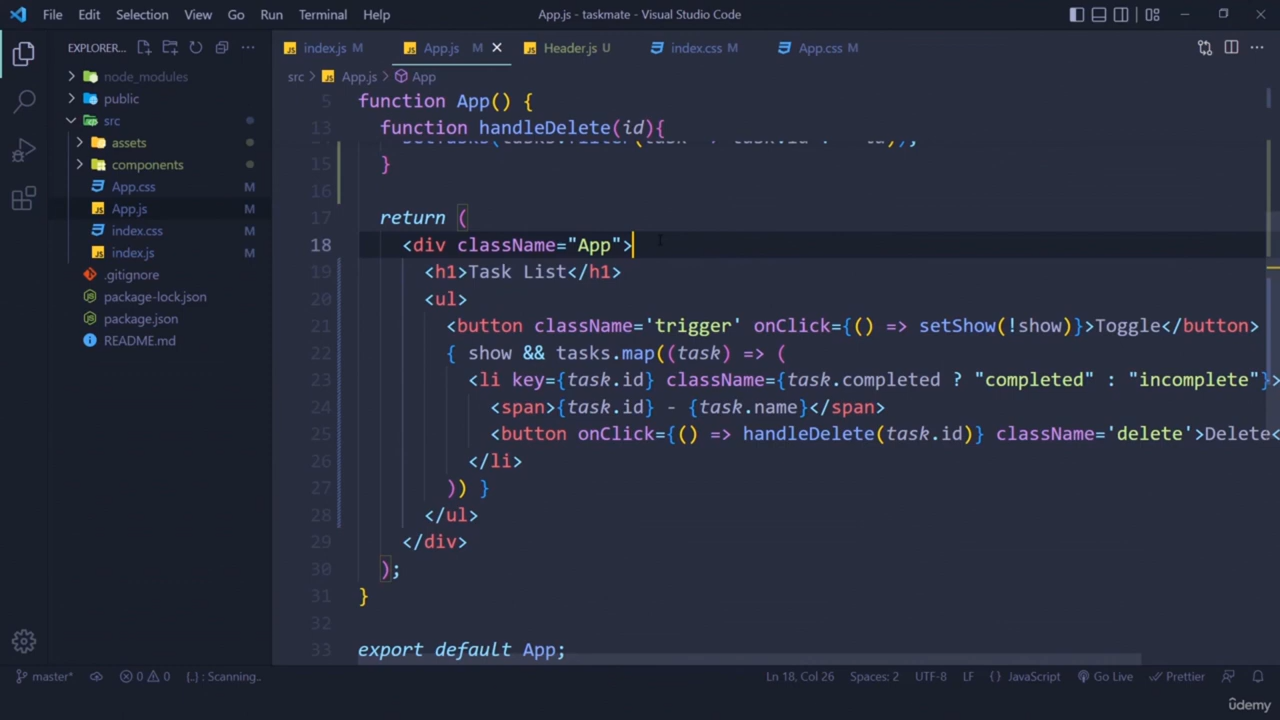 File Edit Selection View Go Run Terminal Help App.js - taskmate - Visual Studio Code
EXPLORER...
index.js M App.js M Header.js U index.css M App.css M
src > App.js > App
node_modules
public
src
assets
components
App.css M
App.js M
index.css M
index.js M
.gitignore
package-lock.json
package.json
README.md
5 function App() {
13 function handleDelete(id){
15 }
16
17 return (
18 <div className="App">
19 <h1>Task List</h1>
20 <ul>
21 <button className='trigger' onClick={() => setShow(!show)}>Toggle</button>
22 { show && tasks.map((task) => (
23 <li key={task.id} className={task.completed ? "completed" : "incomplete"}>
24 <span>{task.id} - {task.name}</span>
25 <button onClick={() => handleDelete(task.id)} className='delete'>Delete<
26 </li>
27 )) }
28 </ul>
29 </div>
30 );
31 }
32
33 export default App;
master* 0 0 {..} : Scanning.. Ln 18, Col 26 Spaces: 2 UTF-8 LF {} JavaScript Go Live Prettier
ûdemy